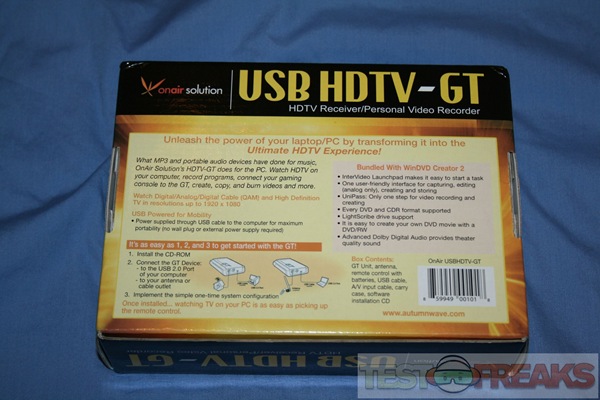 onair solution
USB HDTV-GT
HDTV Receiver/Personal Video Recorder
Unleash the power of your laptop/PC by transforming it into the
Ultimate HDTV Experience!
What MP3 and portable audio devices have done for music,
OnAir Solution's HDTV-GT does for the PC. Watch HDTV on
your computer, record programs, connect your gaming
console to the GT, create, copy, and burn videos and more.
Watch Digital/Analog/Digital Cable (QAM) and High Definition
TV in resolutions up to 1920 x 1080
USB Powered for Mobility
• Power supplied through USB cable to the computer for maximum
portability (no wall plug or external power supply required)
It's as easy as 1, 2, and 3 to get started with the GT!
1. Install the CD-ROM
2. Connect the GT Device:
- to the USB 2.0 Port
of your computer
- to your antenna or
cable outlet
3. Implement the simple one-time system configuration
Once installed... watching TV on your PC is as easy as picking up
the remote control.
Bundled With WinDVD Creator 2
• InterVideo Launchpad makes it easy to start a task
• One user-friendly interface for capturing, editing
(analog only), creating and storing
• UniPass: Only one step for video recording and
creating
• Every DVD and CDR format supported
• LightScribe drive support
• It is easy to create your own DVD movie with a
DVD/RW
• Advanced Dolby Digital Audio provides theater
quality sound
Box Contents:
GT Unit, antenna,
remote control with
batteries, USB cable,
A/V input cable, carry
case, software
installation CD
OnAir USBHDTV-GT
8 59949 00101 8
www.autumnwave.com
USB HDTV-GT
HDTV Receiver/Personal Video Recorder
TESTFREAKS